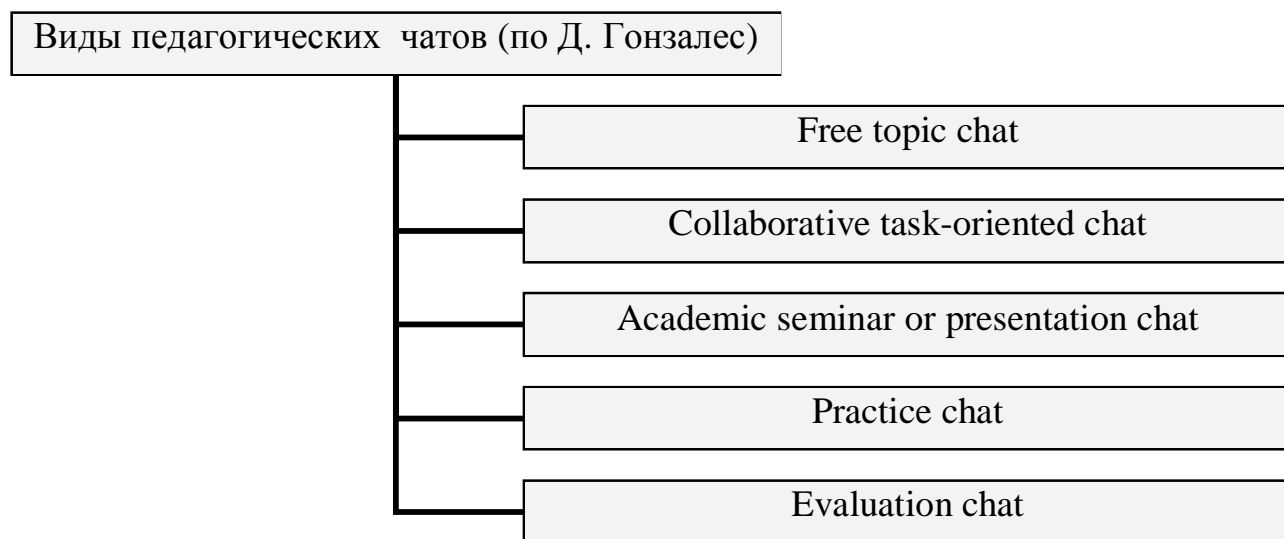 Виды педагогических чатов (по Д. Гонзалес)
Free topic chat
Collaborative task-oriented chat
Academic seminar or presentation chat
Practice chat
Evaluation chat